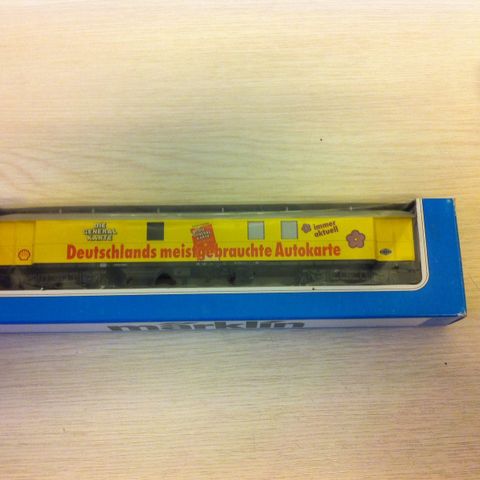 DIE
GENERAL
KARTE
immer
aktuell
Deutschlands meistgebrauchte Autokarte
märklin